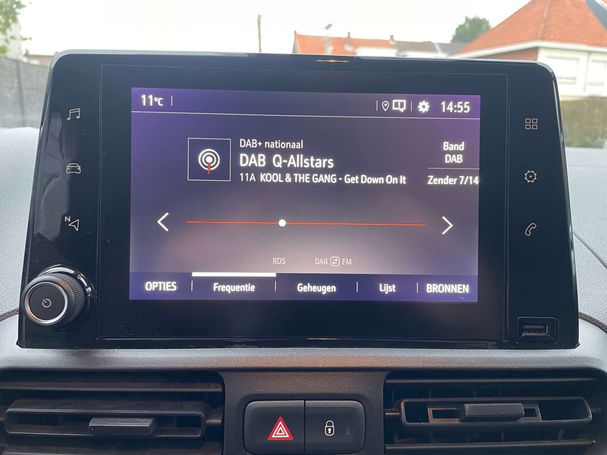 11°C
14:55
DAB+ nationaal
DAB Q-Allstars
11A KOOL & THE GANG - Get Down On It
Band
DAB
Zender 7/14
N
RDS
DAB FM
OPTIES
Frequentie
Geheugen
Lijst
BRONNEN